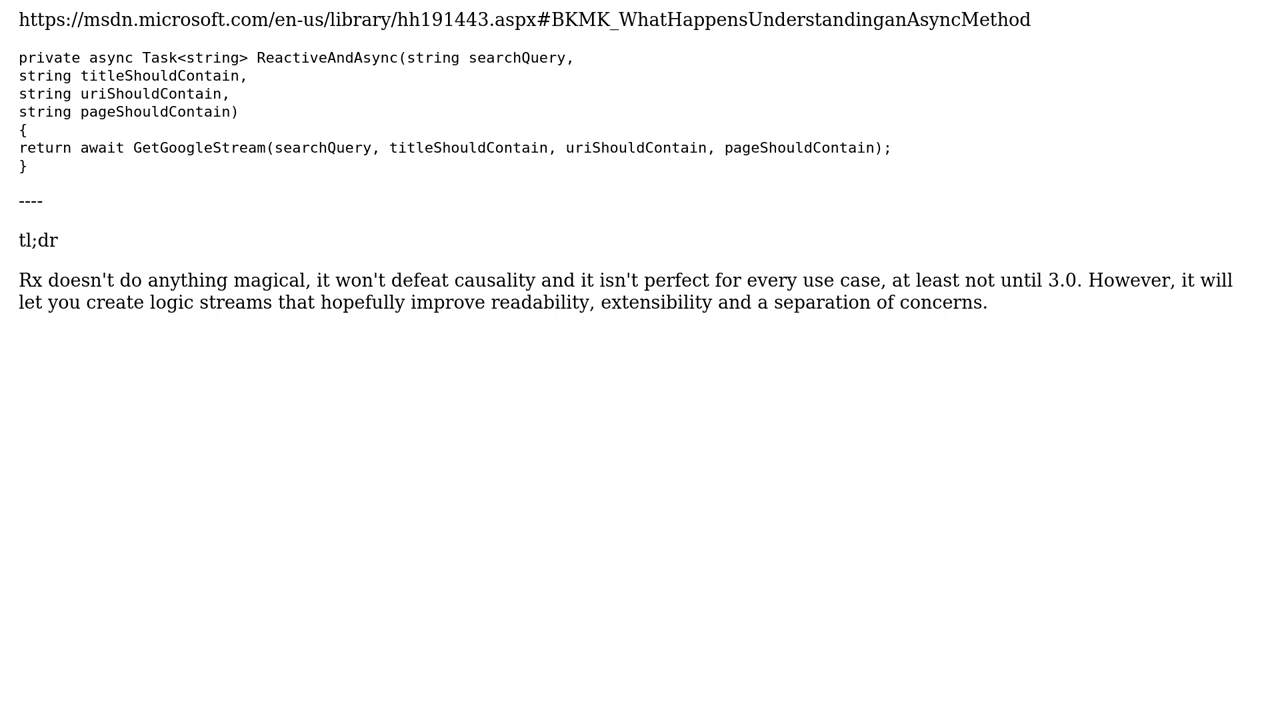 https://msdn.microsoft.com/en-us/library/hh191443.aspx#BKMK_WhatHappensUnderstandinganAsyncMethod
private async Task<string> ReactiveAndAsync(string searchQuery,
string titleShouldContain,
string uriShouldContain,
string pageShouldContain)
{
return await GetGoogleStream(searchQuery, titleShouldContain, uriShouldContain, pageShouldContain);
}
----
tl;dr
Rx doesn't do anything magical, it won't defeat causality and it isn't perfect for every use case, at least not until 3.0. However, it will
let you create logic streams that hopefully improve readability, extensibility and a separation of concerns.